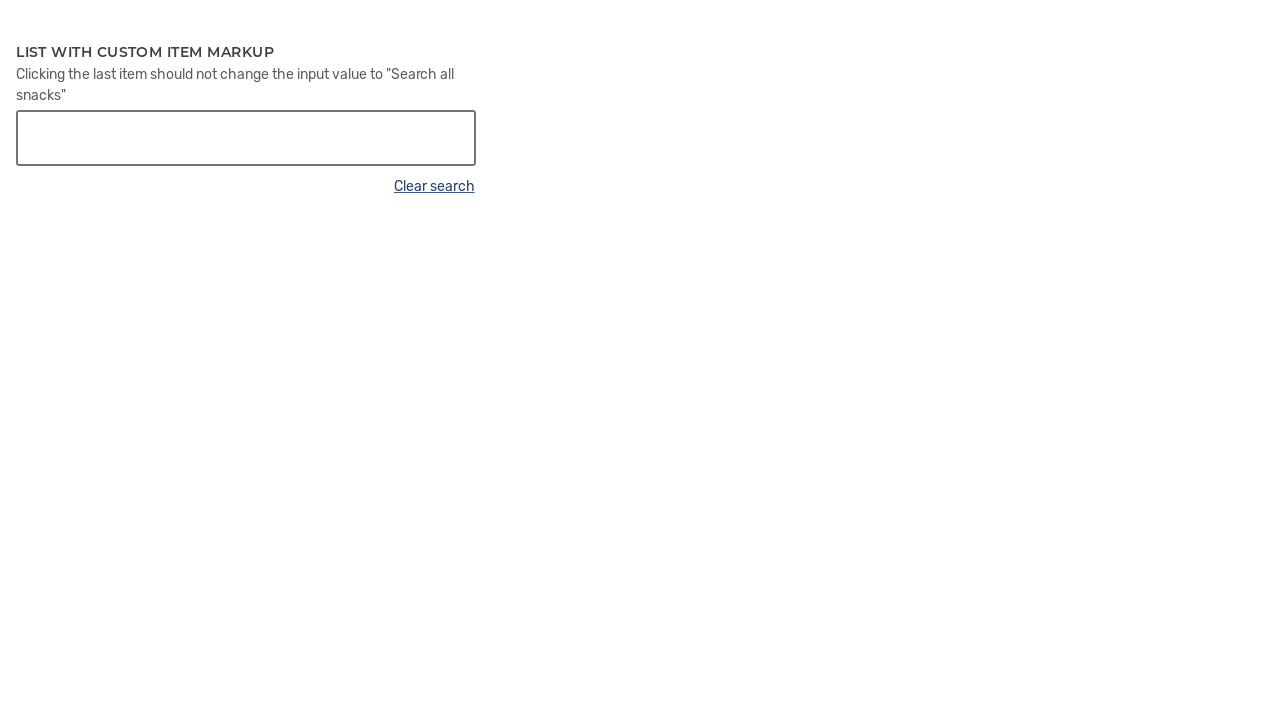 LIST WITH CUSTOM ITEM MARKUP
Clicking the last item should not change the input value to "Search all
snacks"
Clear search